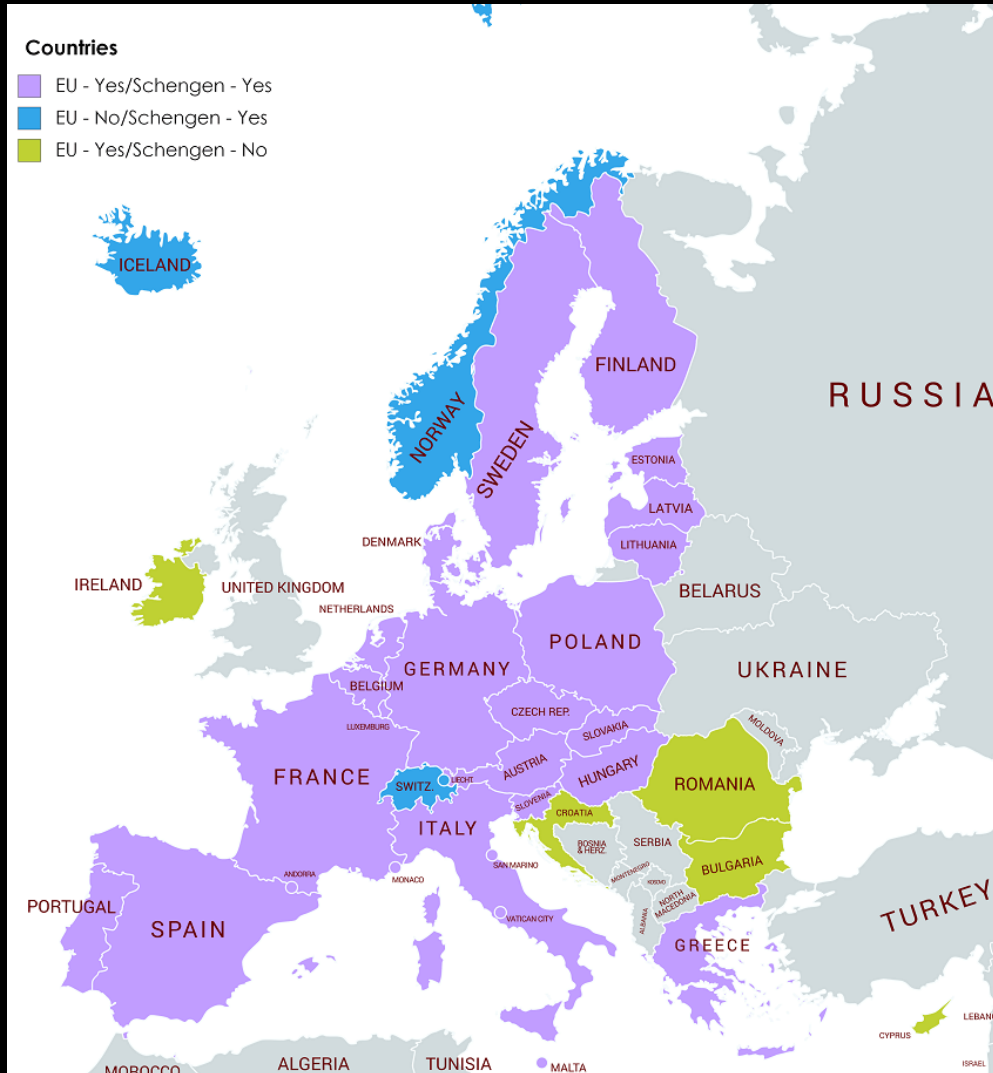 Countries
EU - Yes/Schengen - Yes
EU - No/Schengen - Yes
EU - Yes/Schengen - No
ICELAND
FINLAND
RUSSIA
NORWAY
SWEDEN
ESTONIA
LATVIA
DENMARK
LITHUANIA
IRELAND
UNITED KINGDOM
BELARUS
NETHERLANDS
POLAND
GERMANY
UKRAINE
BELGIUM
CZECH REP.
LUXEMBURG
SLOVAKIA
MOLDOVA
AUSTRIA
HUNGARY
FRANCE
SWITZ.
LIECHT.
ROMANIA
SLOVENIA
CROATIA
ITALY
BOSNIA
& HERZ.
SERBIA
SAN MARINO
BULGARIA
ANDORRA
MONACO
MONTENEGRO
KOSOVO
NORTH
MACEDONIA
PORTUGAL
SPAIN
VATICAN CITY
ALBANIA
TURKEY
GREECE
CYPRUS
LEBAN
MOROCCO
ALGERIA
TUNISIA
MALTA
ISRAEL